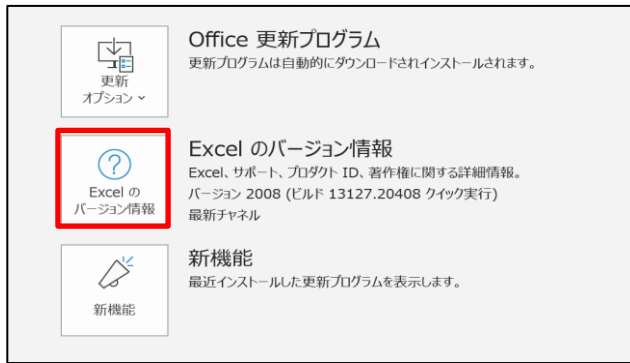 更新
オプション ˅
Office 更新プログラム
更新プログラムは自動的にダウンロードされインストールされます。
Excel の
バージョン情報
Excel のバージョン情報
Excel、サポート、プロダクト ID、著作権に関する詳細情報。
バージョン 2008 (ビルド 13127.20408 クイック実行)
最新チャネル
新機能
新機能
最近インストールした更新プログラムを表示します。